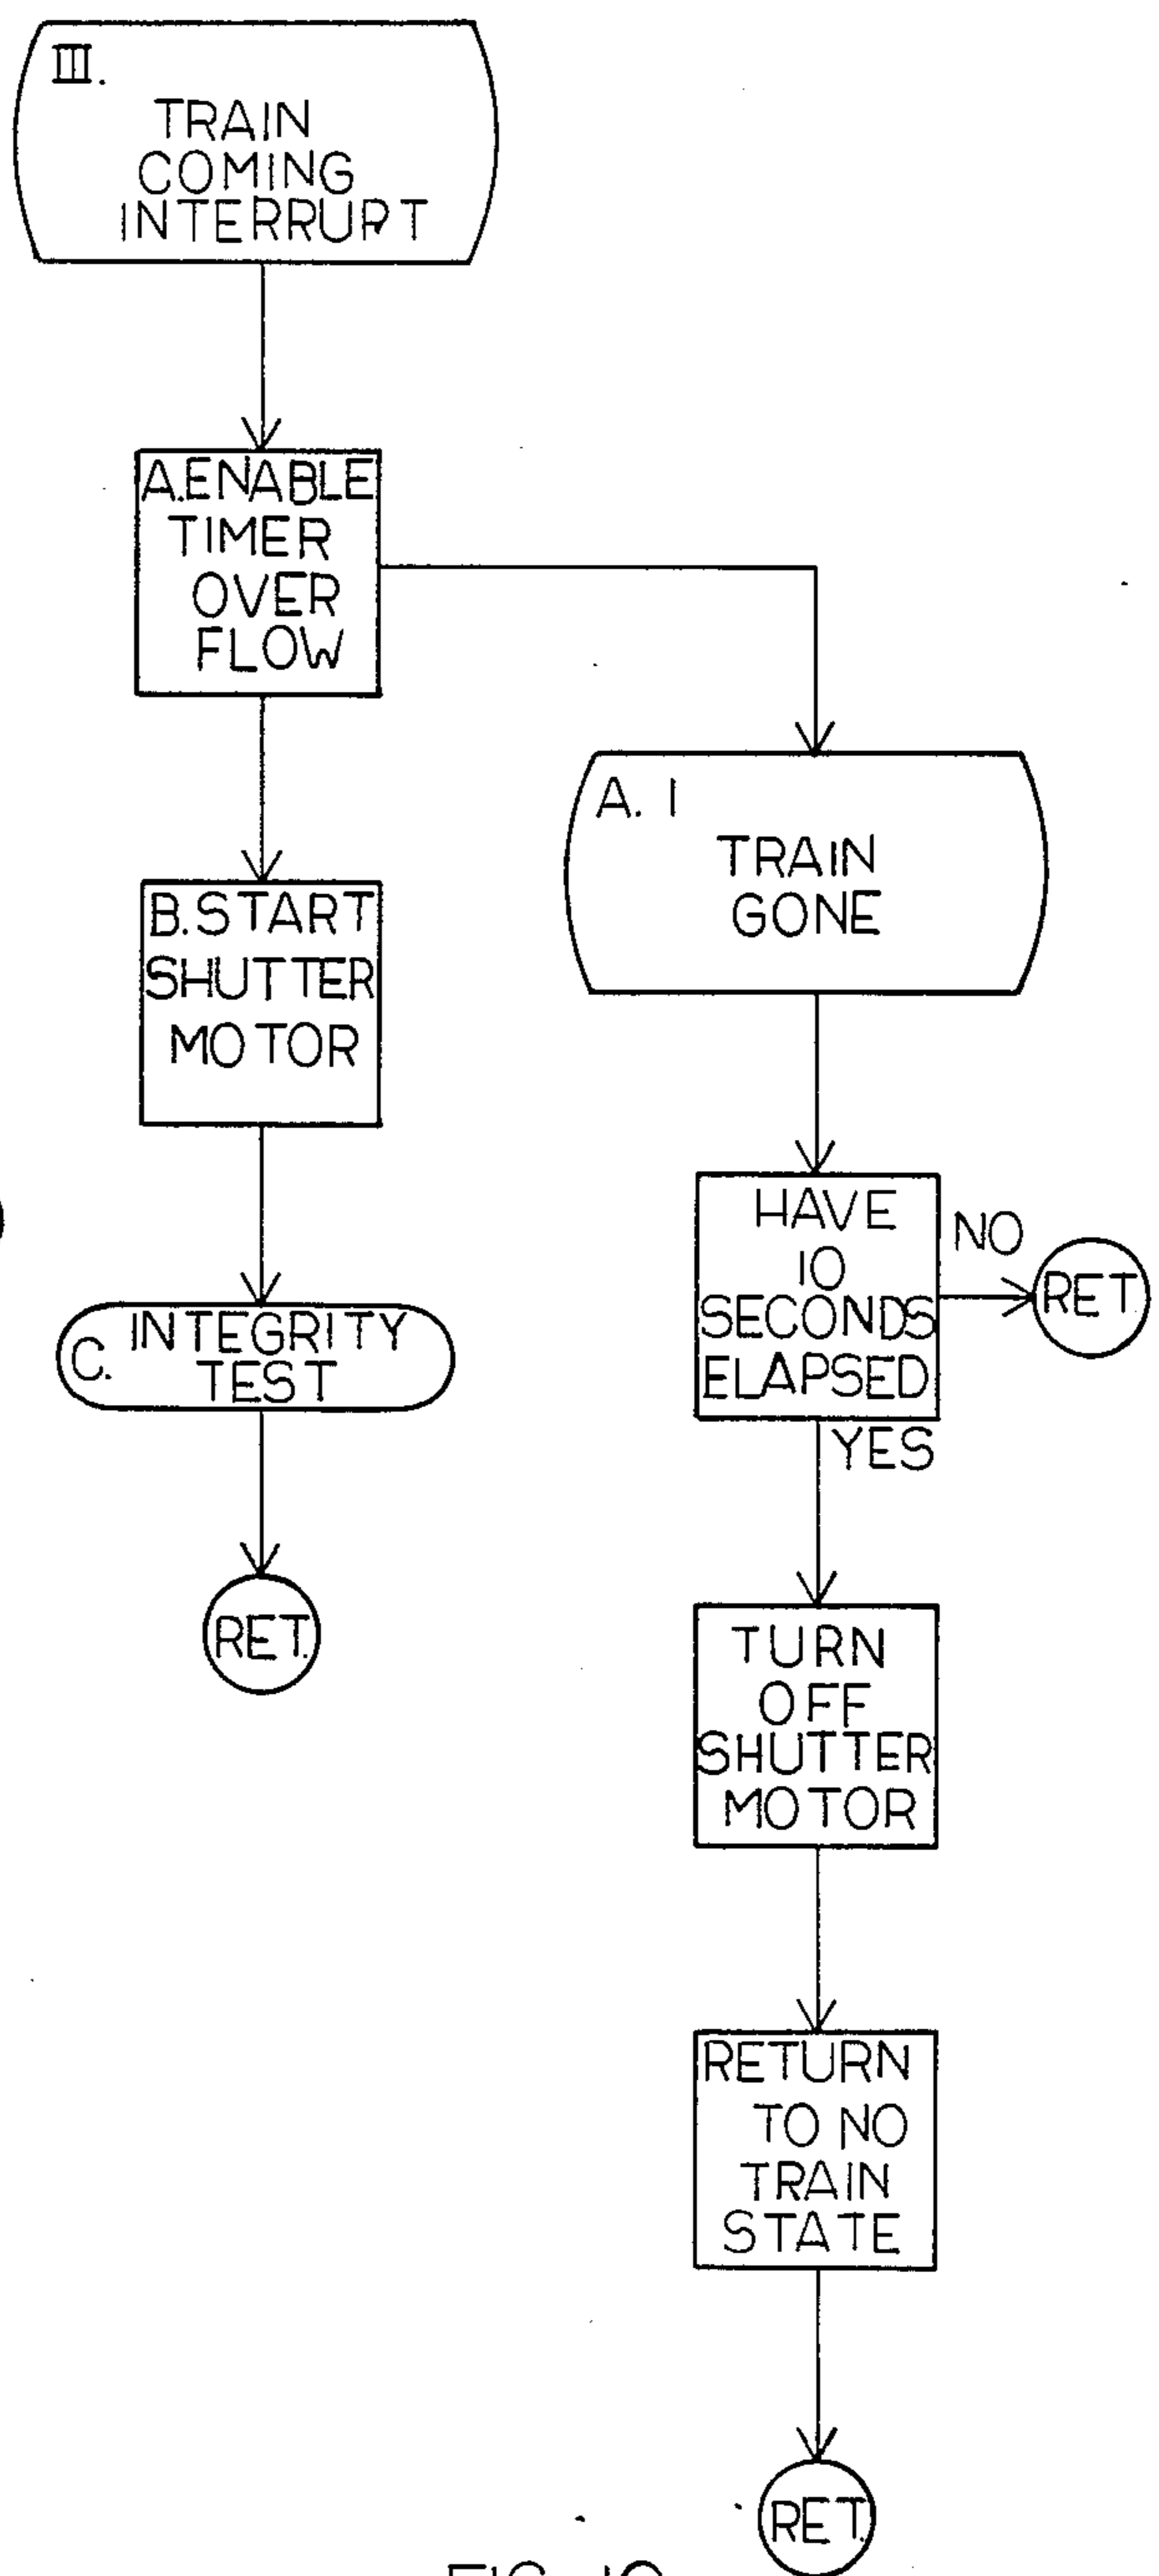 III.
TRAIN
COMING
INTERRUPT
A. ENABLE
TIMER
OVER
FLOW
B. START
SHUTTER
MOTOR
C. INTEGRITY
TEST
RET.
A. 1
TRAIN
GONE
HAVE
10
SECONDS
ELAPSED
NO
RET.
YES
TURN
OFF
SHUTTER
MOTOR
RETURN
TO NO
TRAIN
STATE
RET.